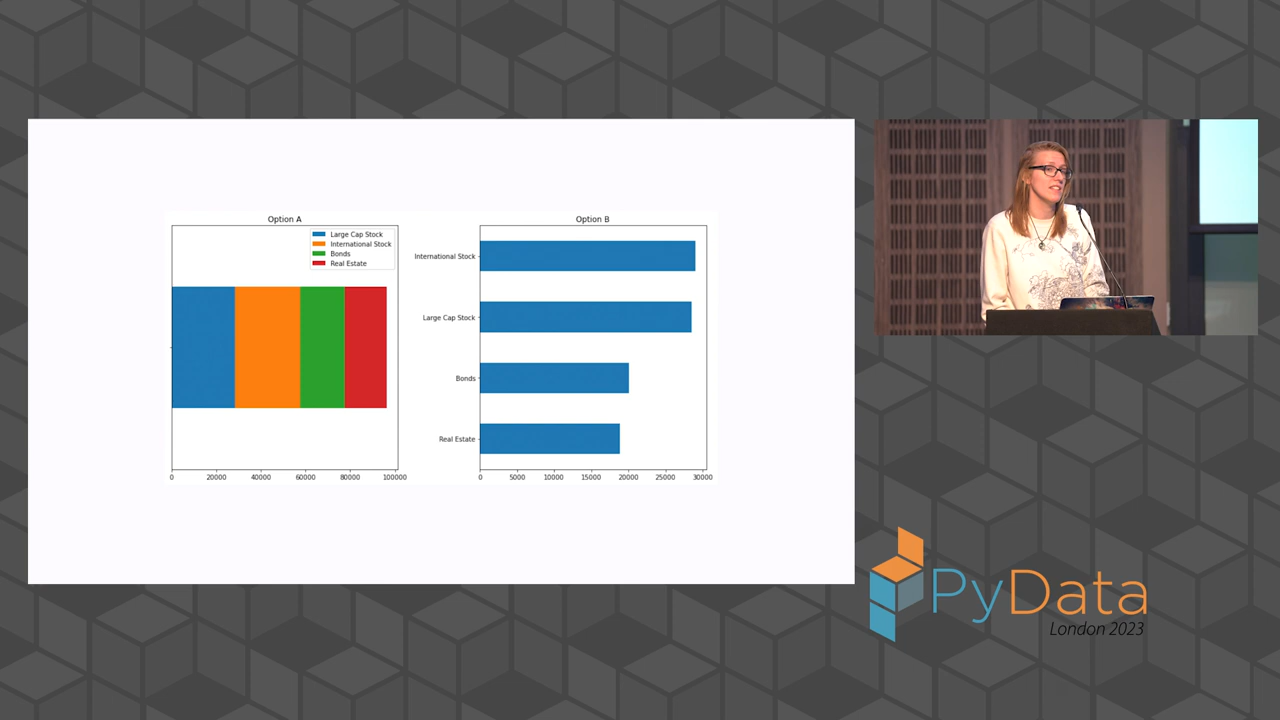 Option A
Large Cap Stock
International Stock
Bonds
Real Estate
0 20000 40000 60000 80000 100000
Option B
International Stock
Large Cap Stock
Bonds
Real Estate
0 5000 10000 15000 20000 25000 30000
PyData
London 2023